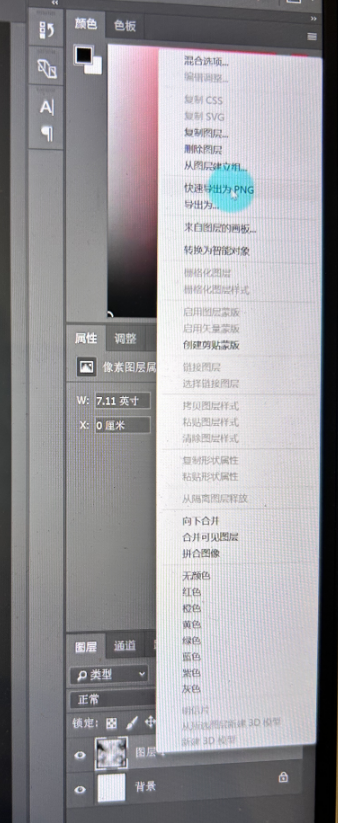 颜色 色板
混合选项...
编辑调整...
复制 CSS
复制 SVG
复制图层...
删除图层
从图层建立组...
快速导出为 PNG
导出为...
来自图层的画板...
转换为智能对象
栅格化图层
栅格化图层样式
启用图层蒙版
启用矢量蒙版
创建剪贴蒙版
链接图层
选择链接图层
拷贝图层样式
粘贴图层样式
清除图层样式
复制形状属性
粘贴形状属性
从隔离图层释放
向下合并
合并可见图层
拼合图像
无颜色
红色
橙色
黄色
绿色
蓝色
紫色
灰色
明信片
从所选图层新建 3D 模型
新建 3D 模型
A
属性 调整
像素图层属
W: 7.11 英寸
X: 0 厘米
图层 通道
类型
正常
锁定:
图层
背景